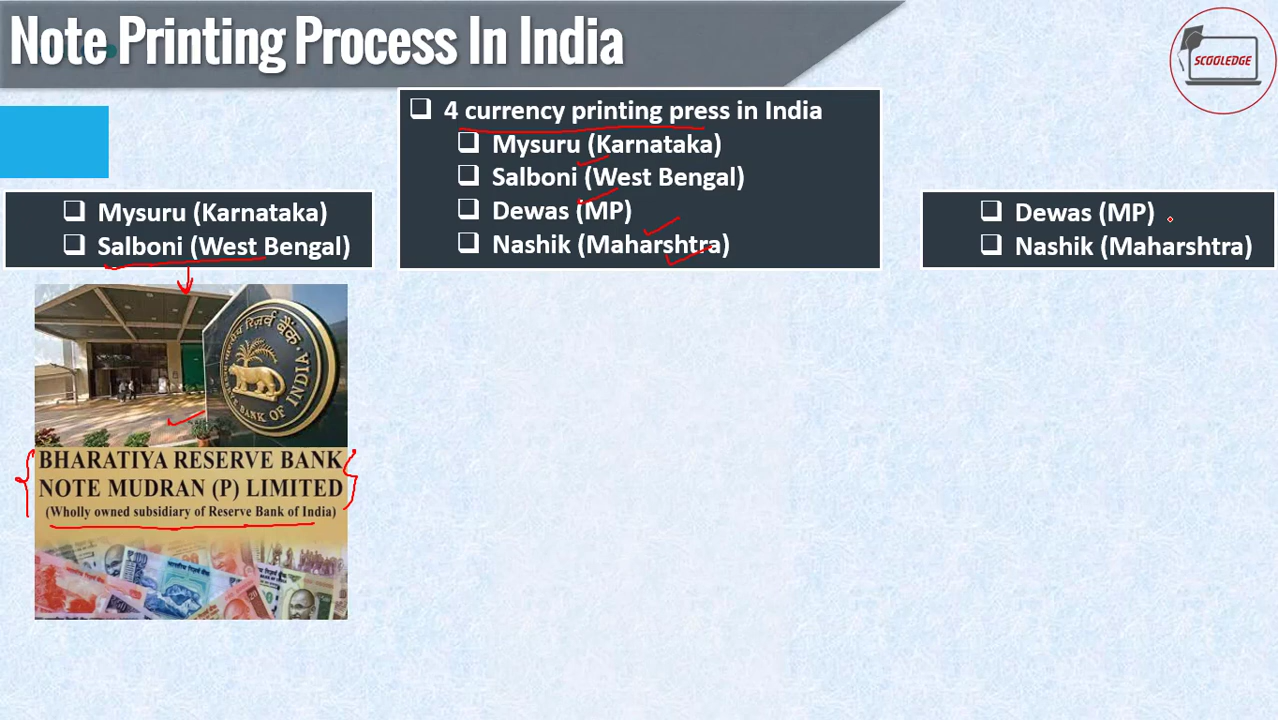 Note Printing Process In India
SCOOLEDGE
4 currency printing press in India
Mysuru (Karnataka)
Salboni (West Bengal)
Dewas (MP)
Nashik (Maharshtra)
Mysuru (Karnataka)
Salboni (West Bengal)
Dewas (MP)
Nashik (Maharshtra)
भारतीय रिज़र्व बैंक
RESERVE BANK OF INDIA
BHARATIYA RESERVE BANK
NOTE MUDRAN (P) LIMITED
(Wholly owned subsidiary of Reserve Bank of India)